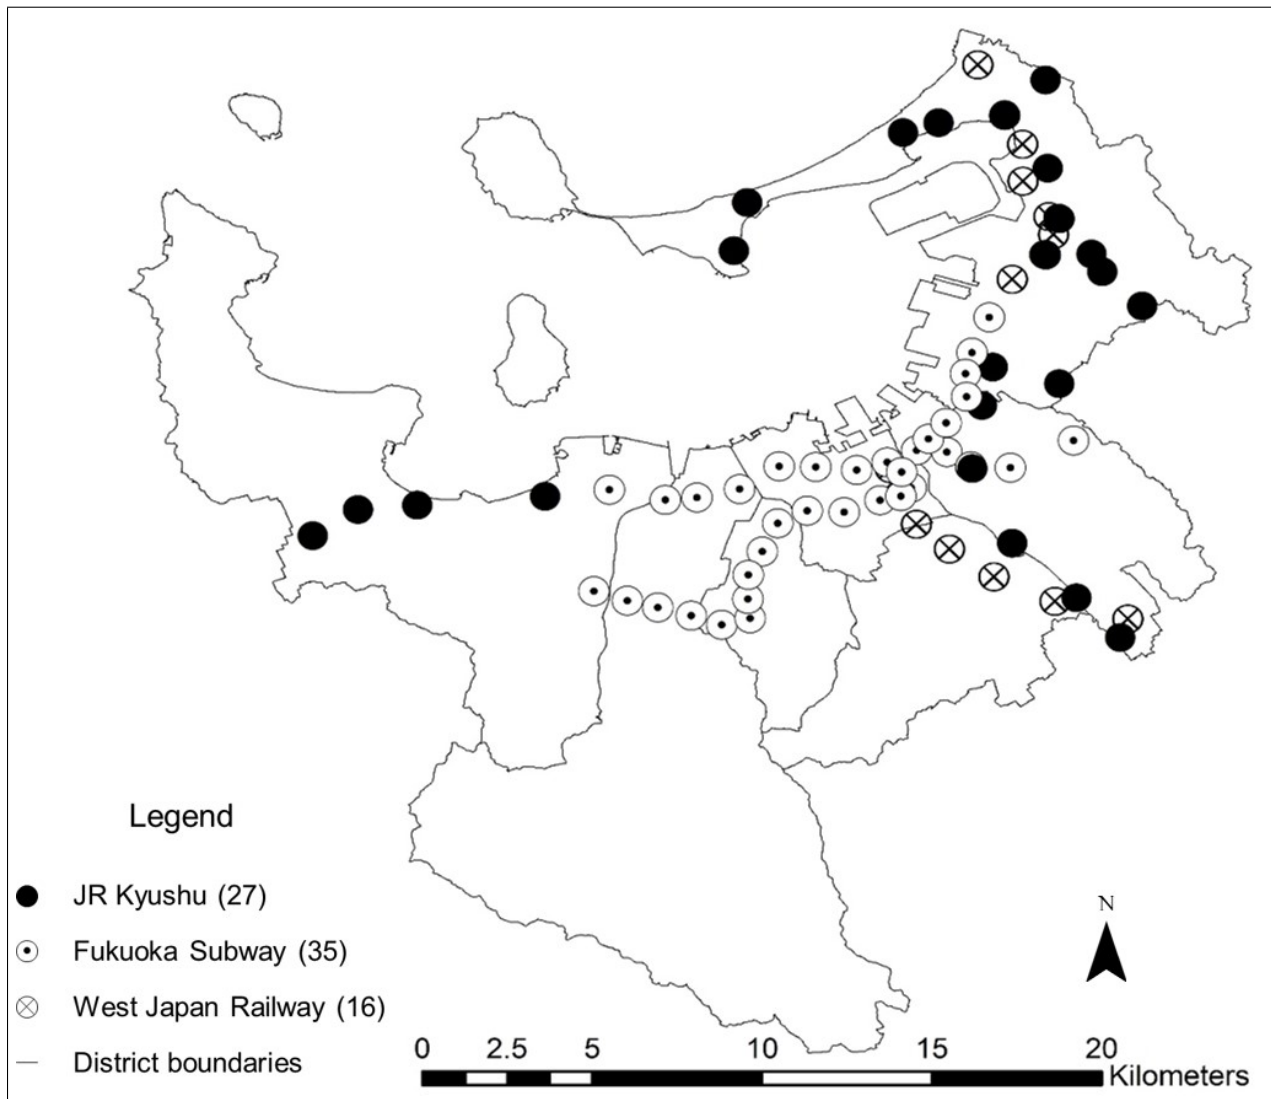 N
Legend
JR Kyushu (27)
Fukuoka Subway (35)
West Japan Railway (16)
District boundaries
0 2.5 5 10 15 20
Kilometers